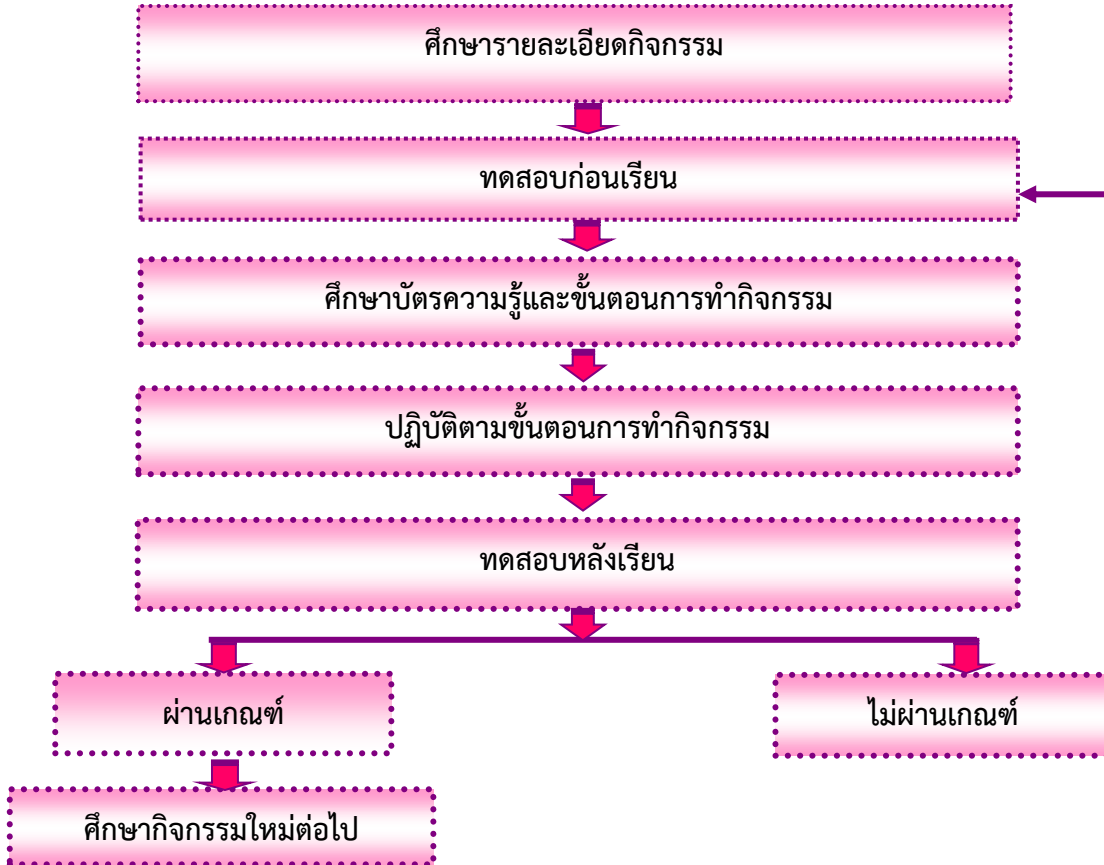 ศึกษารายละเอียดกิจกรรม
ทดสอบก่อนเรียน
ศึกษาบัตรความรู้และขั้นตอนการทำกิจกรรม
ปฏิบัติตามขั้นตอนการทำกิจกรรม
ทดสอบหลังเรียน
ผ่านเกณฑ์
ไม่ผ่านเกณฑ์
ศึกษากิจกรรมใหม่ต่อไป